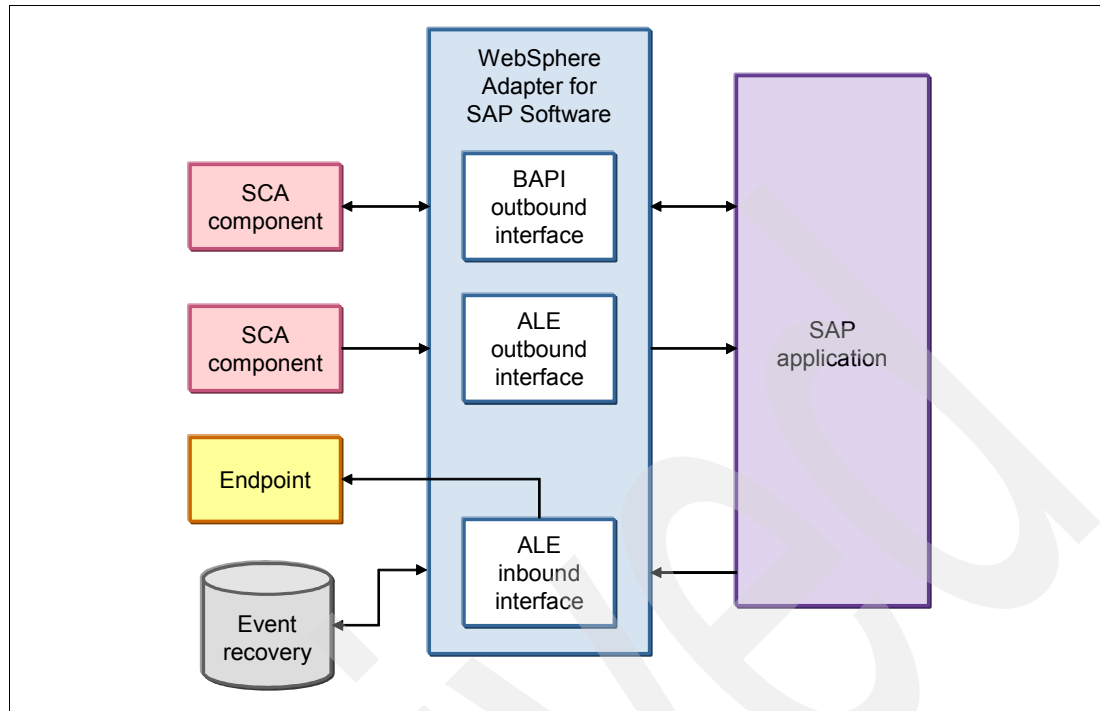 WebSphere
Adapter for
SAP Software
SCA
component
BAPI
outbound
interface
SCA
component
ALE
outbound
interface
SAP
application
Endpoint
ALE
inbound
interface
Event
recovery